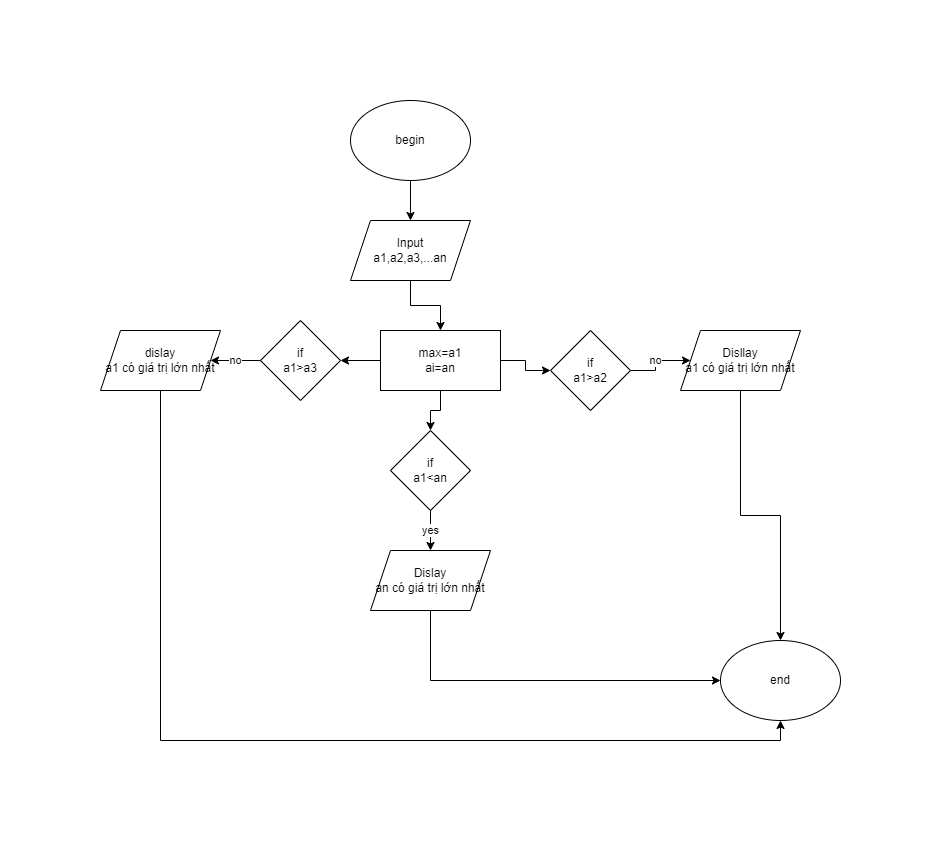 begin
Input
a1,a2,a3,...an
dislay
a1 có giá trị lớn nhất
no
if
a1>a3
max=a1
ai=an
if
a1>a2
no
Disllay
a1 có giá trị lớn nhất
if
a1<an
yes
Dislay
an có giá trị lớn nhất
end